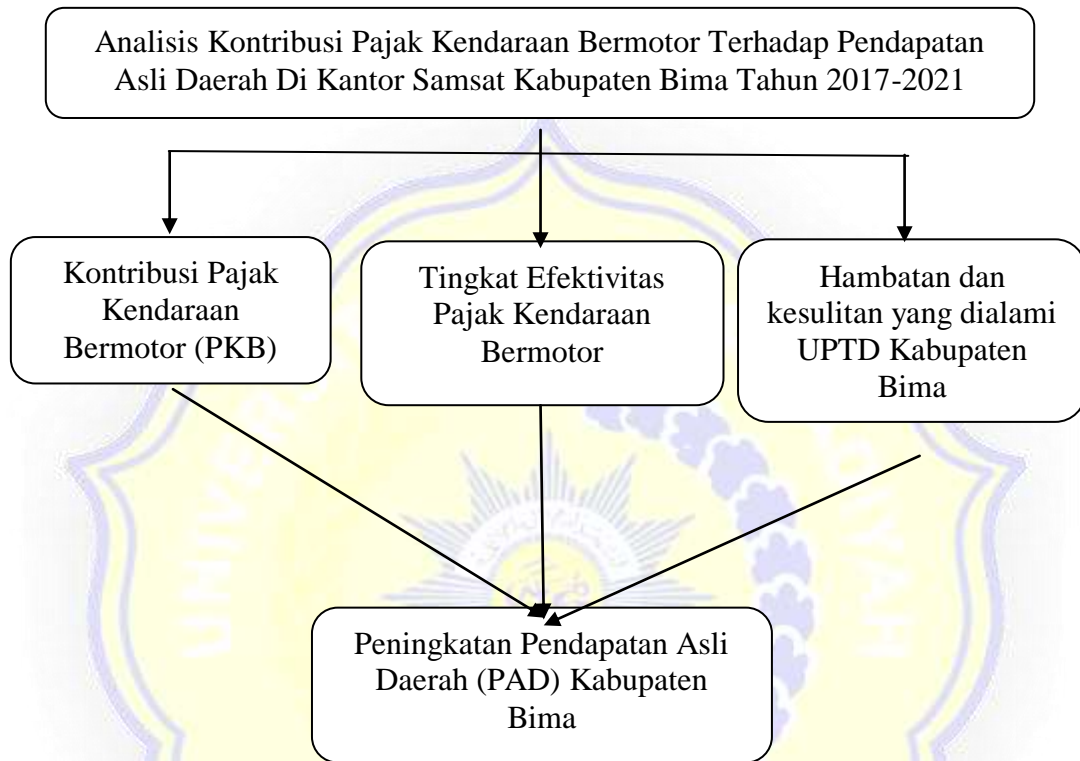 Analisis Kontribusi Pajak Kendaraan Bermotor Terhadap Pendapatan
Asli Daerah Di Kantor Samsat Kabupaten Bima Tahun 2017-2021
Kontribusi Pajak
Kendaraan
Bermotor (PKB)
Tingkat Efektivitas
Pajak Kendaraan
Bermotor
Hambatan dan
kesulitan yang dialami
UPTD Kabupaten
Bima
Peningkatan Pendapatan Asli
Daerah (PAD) Kabupaten
Bima